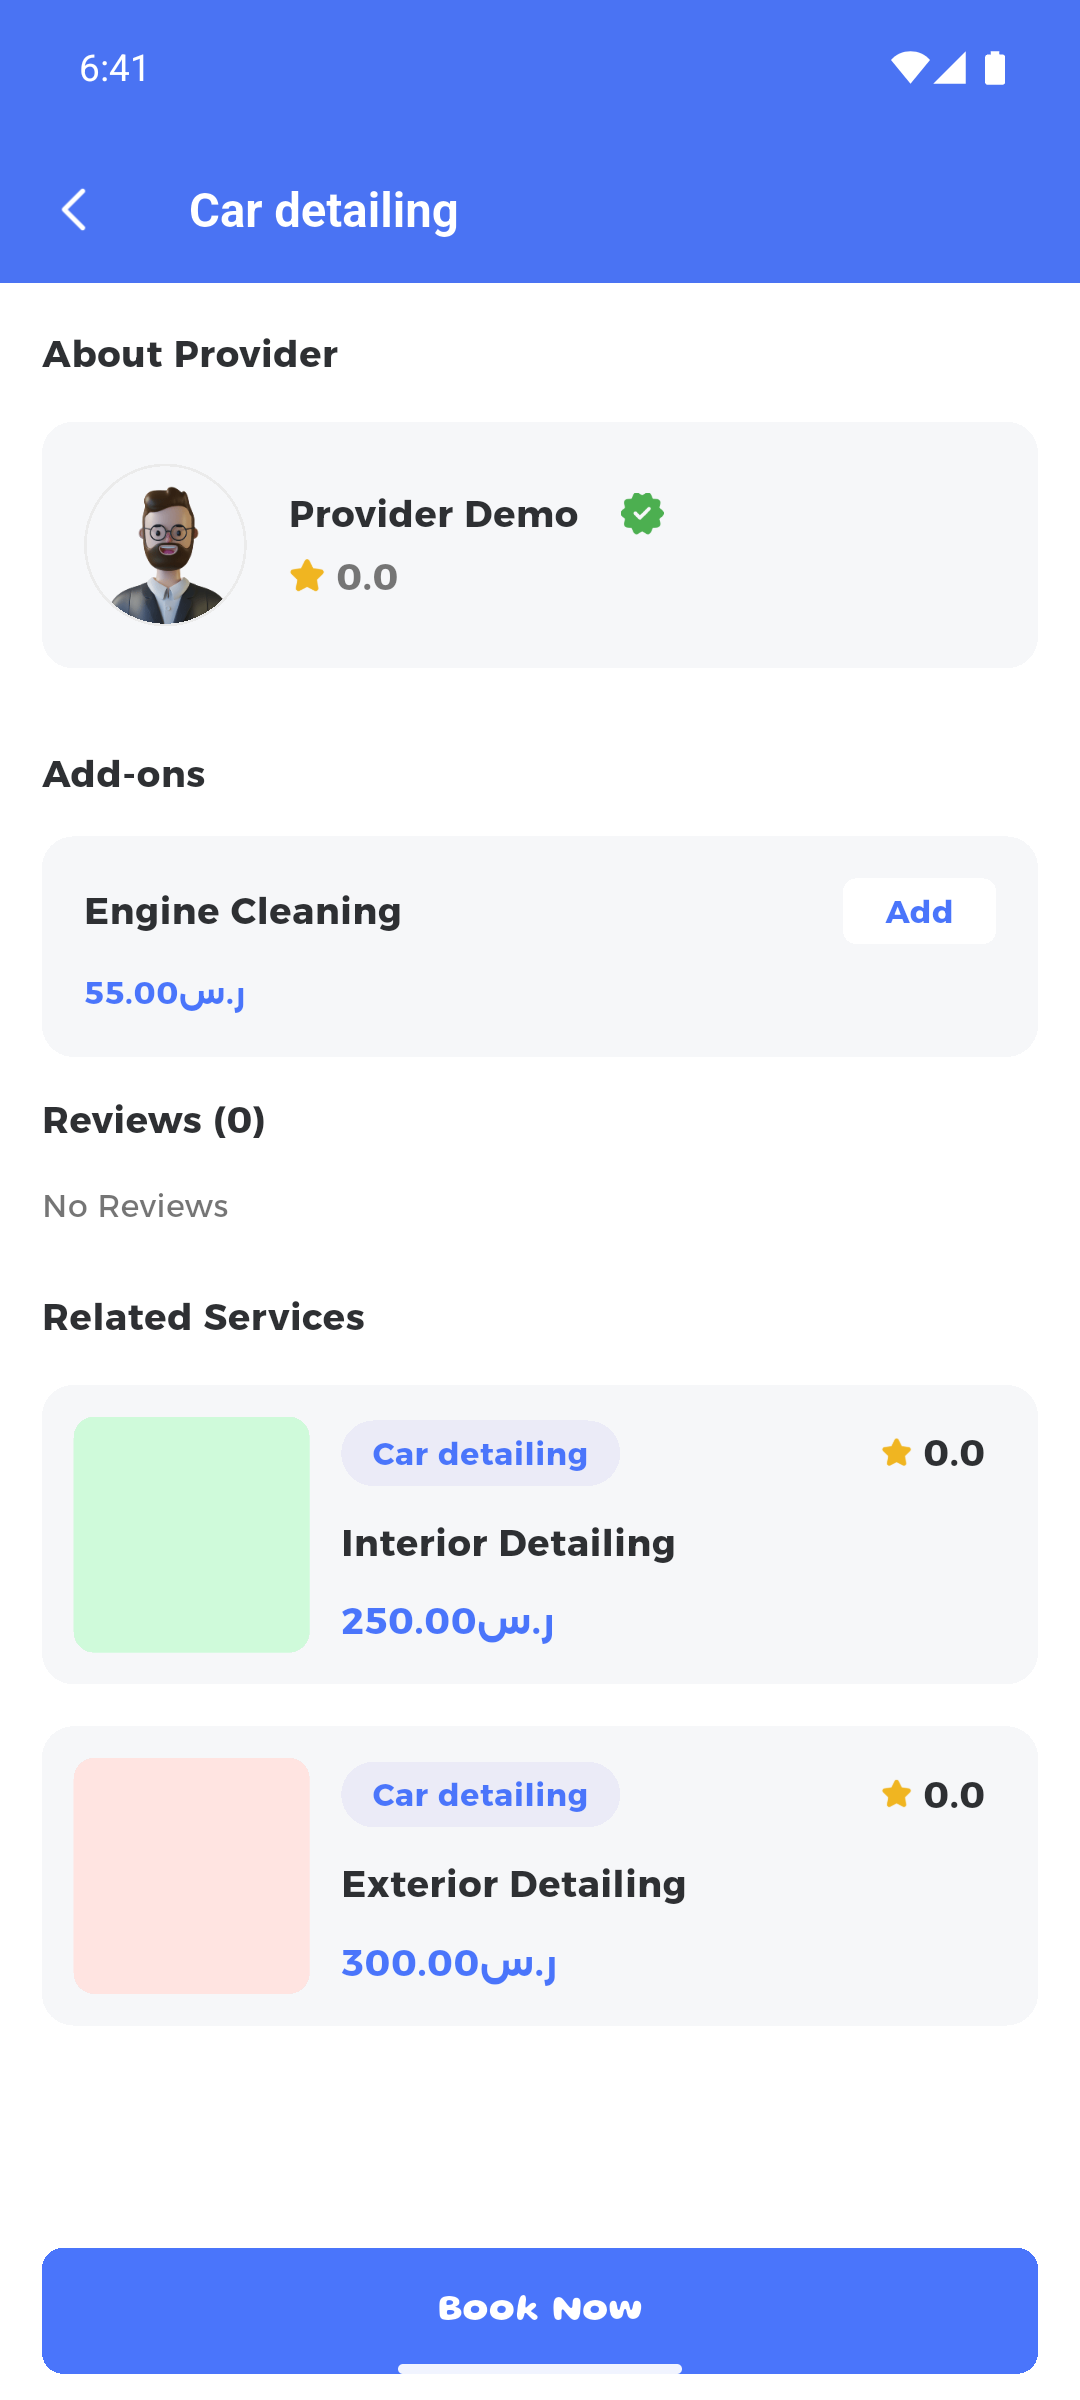 6:41
Car detailing
About Provider
Provider Demo
0.0
Add-ons
Engine Cleaning
Add
55.00ر.س
Reviews (0)
No Reviews
Related Services
Car detailing
0.0
Interior Detailing
250.00ر.س
Car detailing
0.0
Exterior Detailing
300.00ر.س
Book Now